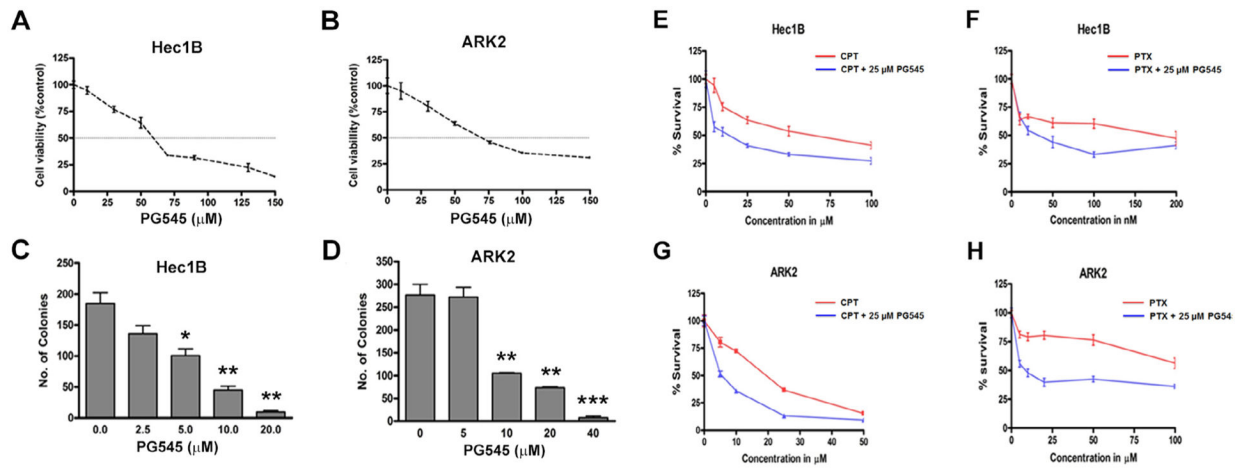 A
Hec1B
Cell viability (%control)
125
100
75
50
25
0
0 25 50 75 100 125 150
PG545 (μM)
B
ARK2
Cell viability (%control)
125
100
75
50
25
0
0 25 50 75 100 125 150
PG545 (μM)
C
Hec1B
No. of Colonies
250
200
150
100
50
0
* ** **
0.0 2.5 5.0 10.0 20.0
PG545 (μM)
D
ARK2
No. of Colonies
350
300
250
200
150
100
50
0
** ** ***
0 5 10 20 40
PG545 (μM)
E
Hec1B
CPT
CPT + 25 μM PG545
% Survival
125
100
75
50
25
0
0 25 50 75 100
Concentration in μM
F
Hec1B
PTX
PTX + 25 μM PG545
% Survival
125
100
75
50
25
0
0 50 100 150 200
Concentration in nM
G
ARK2
CPT
CPT + 25 μM PG545
% Survival
125
100
75
50
25
0
0 10 20 30 40 50
Concentration in μM
H
ARK2
PTX
PTX + 25 μM PG54
% survival
125
100
75
50
25
0
0 25 50 75 100
Concentration in μM